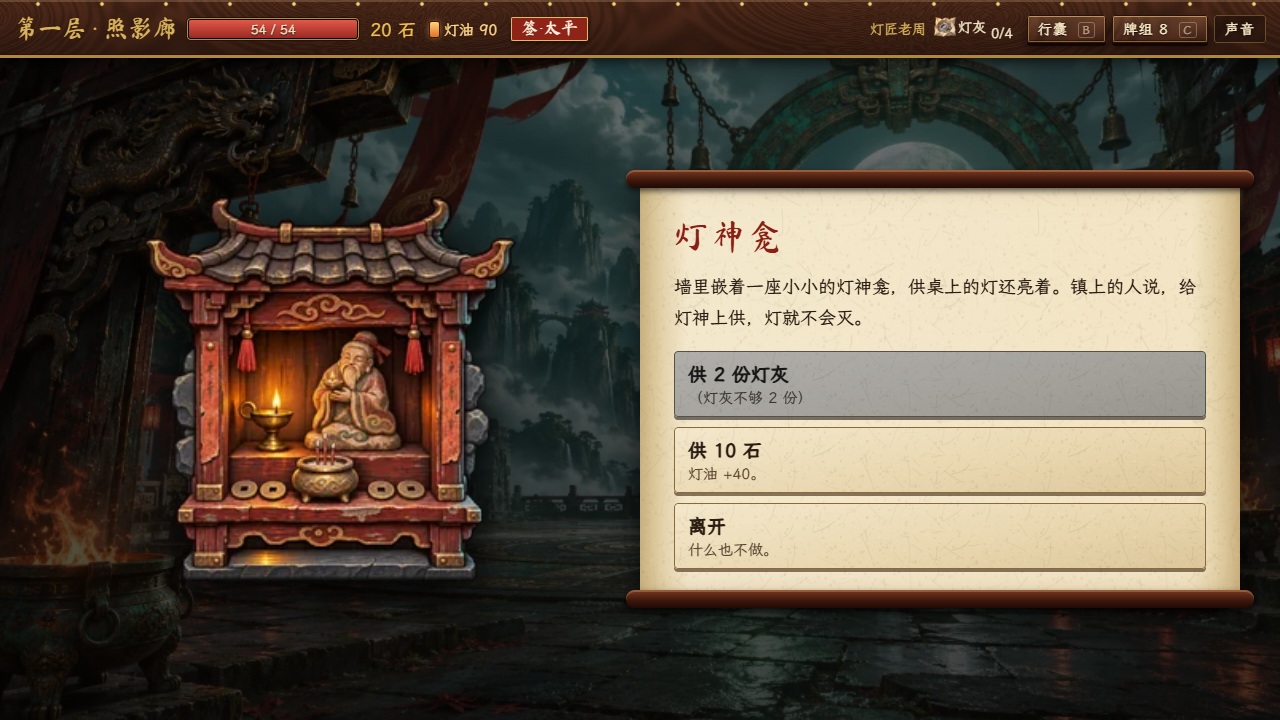 第一层·照影廊 54 / 54 20 石 灯油 90 签·太平 灯匠老周 灯灰 0/4 行囊 B 牌组 8 C 声音
灯神龛
墙里嵌着一座小小的灯神龛，供桌上的灯还亮着。镇上的人说，给
灯神上供，灯就不会灭。
供 2 份灯灰
（灯灰不够 2 份）
供 10 石
灯油 +40。
离开
什么也不做。